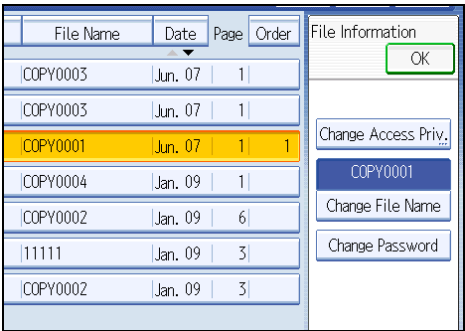 File Name Date Page Order
COPY0003 Jun. 07 1
COPY0003 Jun. 07 1
COPY0001 Jun. 07 1 1
COPY0004 Jan. 09 1
COPY0002 Jan. 09 6
11111 Jan. 09 3
COPY0002 Jan. 09 3
File Information
OK
Change Access Priv.
COPY0001
Change File Name
Change Password